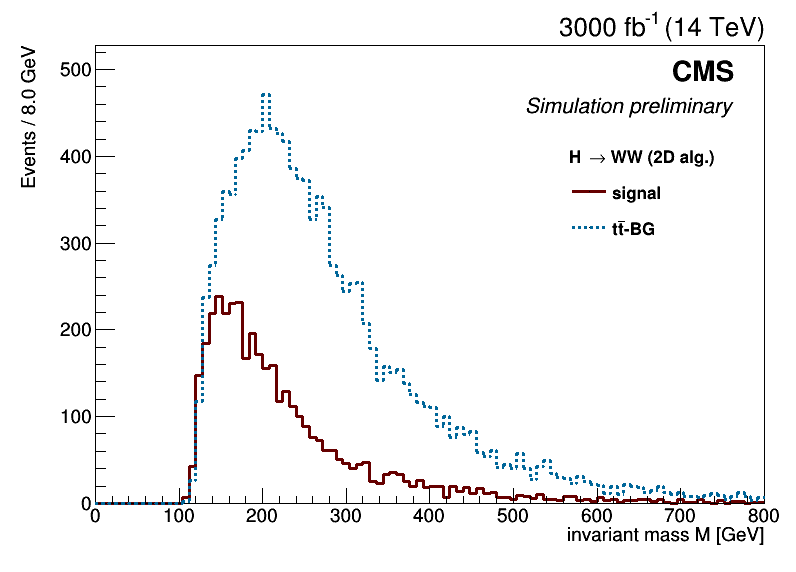 3000 fb-1 (14 TeV)
CMS
Simulation preliminary
H → WW (2D alg.)
signal
tt̄-BG
Events / 8.0 GeV
500
400
300
200
100
0
0 100 200 300 400 500 600 700 800
invariant mass M [GeV]